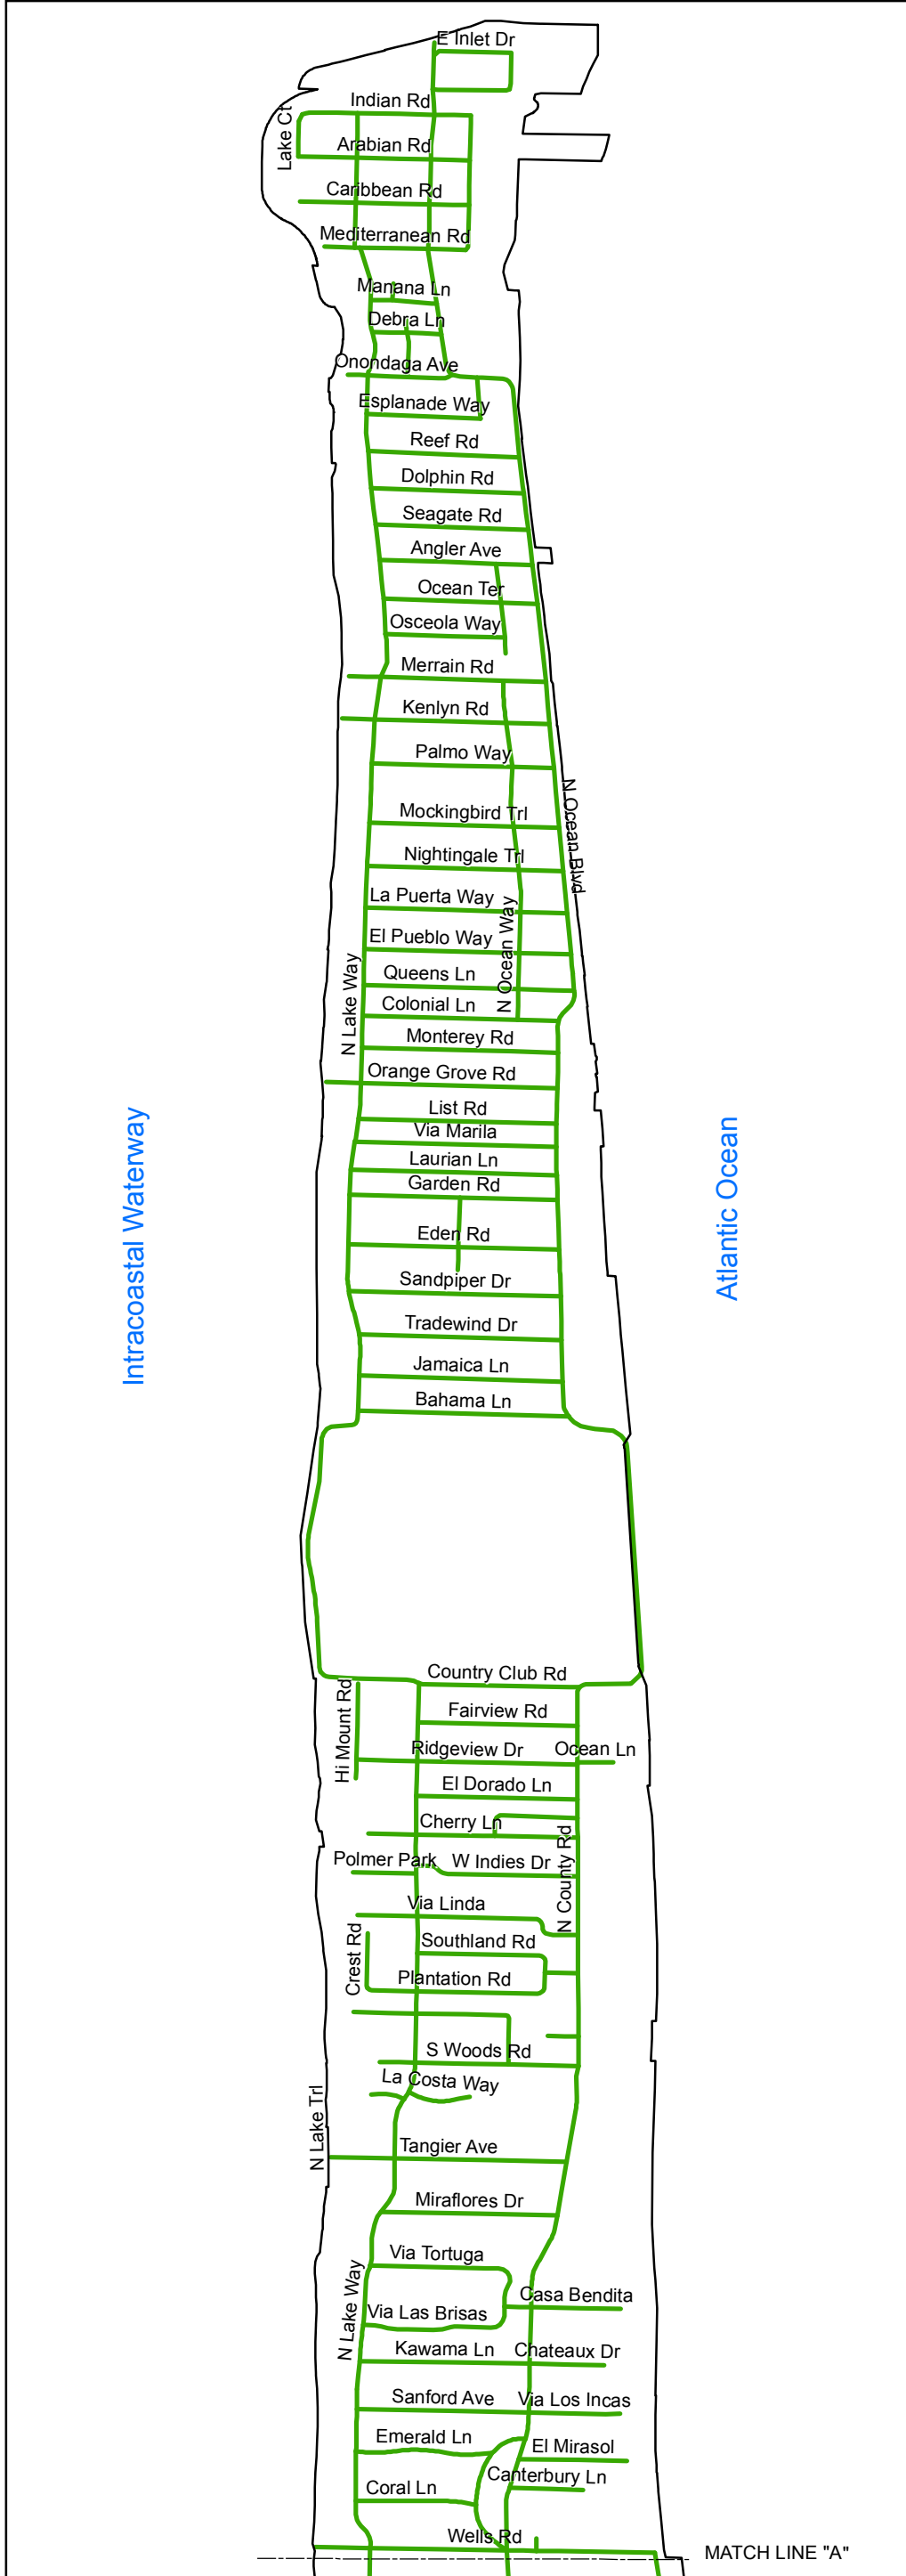 E Inlet Dr
Indian Rd
Lake Ct
Arabian Rd
Caribbean Rd
Mediterranean Rd
Manana Ln
Debra Ln
Onondaga Ave
Esplanade Way
Reef Rd
Dolphin Rd
Seagate Rd
Angler Ave
Ocean Ter
Osceola Way
Merrain Rd
Kenlyn Rd
Palmo Way
N Ocean Blvd
Mockingbird Trl
Nightingale Trl
La Puerta Way
N Ocean Way
El Pueblo Way
N Lake Way
Queens Ln
Colonial Ln
Monterey Rd
Orange Grove Rd
List Rd
Via Marila
Intracoastal Waterway
Atlantic Ocean
Laurian Ln
Garden Rd
Eden Rd
Sandpiper Dr
Tradewind Dr
Jamaica Ln
Bahama Ln
Country Club Rd
Hi Mount Rd
Fairview Rd
Ridgeview Dr
Ocean Ln
El Dorado Ln
Cherry Ln
N County Rd
Polmer Park
W Indies Dr
Via Linda
Crest Rd
Southland Rd
Plantation Rd
S Woods Rd
La Costa Way
N Lake Trl
Tangier Ave
Miraflores Dr
Via Tortuga
N Lake Way
Casa Bendita
Via Las Brisas
Kawama Ln
Chateaux Dr
Sanford Ave
Via Los Incas
Emerald Ln
El Mirasol
Canterbury Ln
Coral Ln
Wells Rd
MATCH LINE "A"